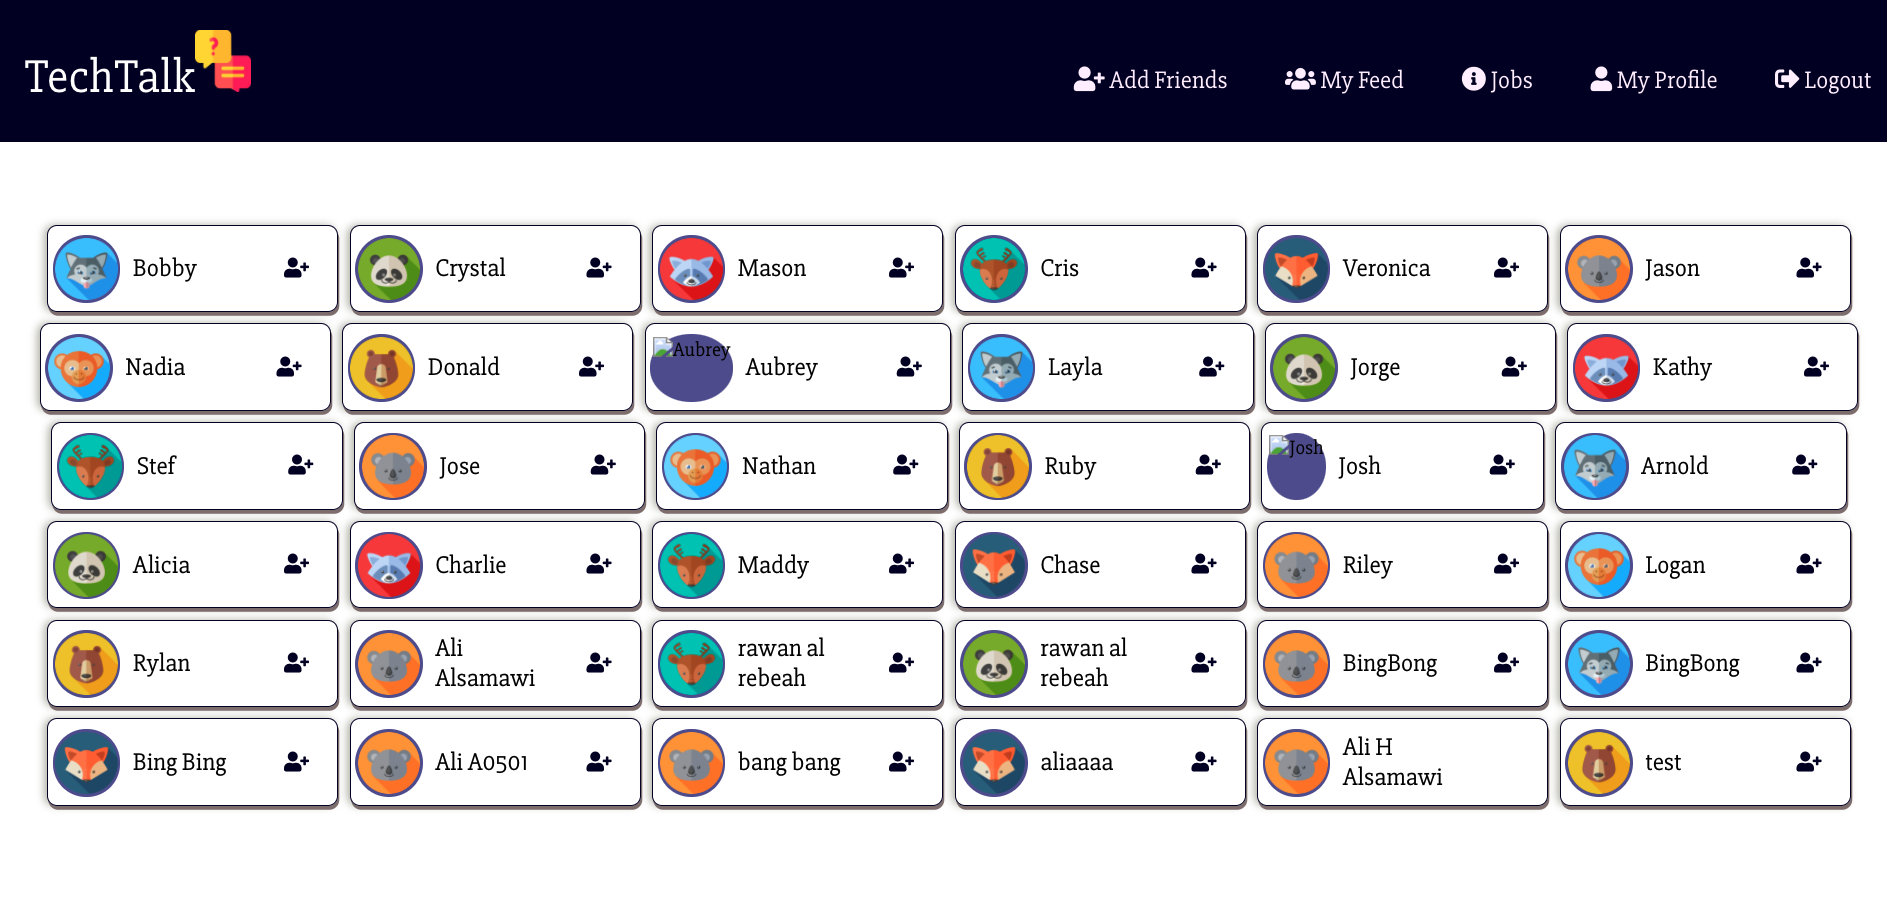 TechTalk ?
Add Friends My Feed Jobs My Profile Logout
Bobby Crystal Mason Cris Veronica Jason
Nadia Donald Aubrey Aubrey Layla Jorge Kathy
Stef Jose Nathan Ruby Josh Josh Arnold
Alicia Charlie Maddy Chase Riley Logan
Rylan
Ali
Alsamawi
rawan al
rebeah
rawan al
rebeah
BingBong
BingBong
Bing Bing
Ali A0501
bang bang
aliaaaa
Ali H
Alsamawi
test